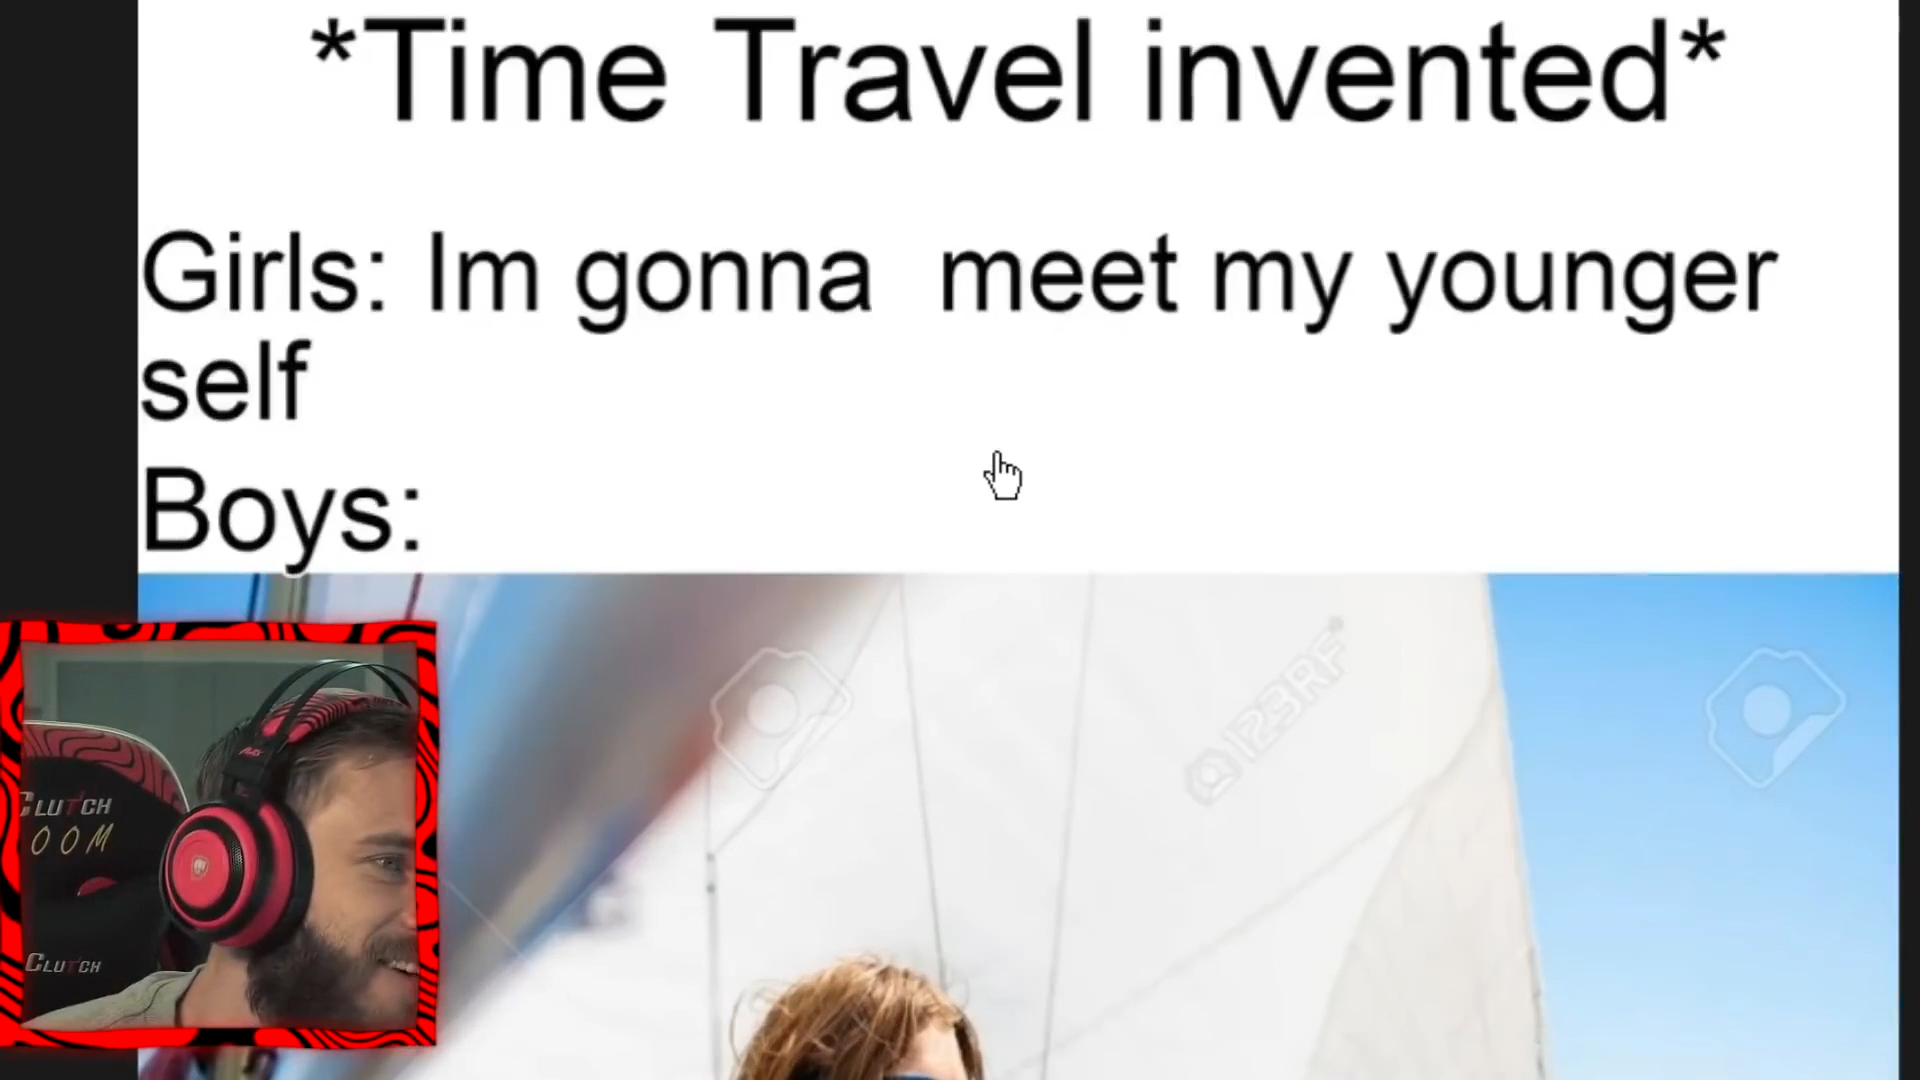 *Time Travel invented*
Girls: Im gonna  meet my younger
self
Boys:
123RF
CLUTCH
CLUTCH